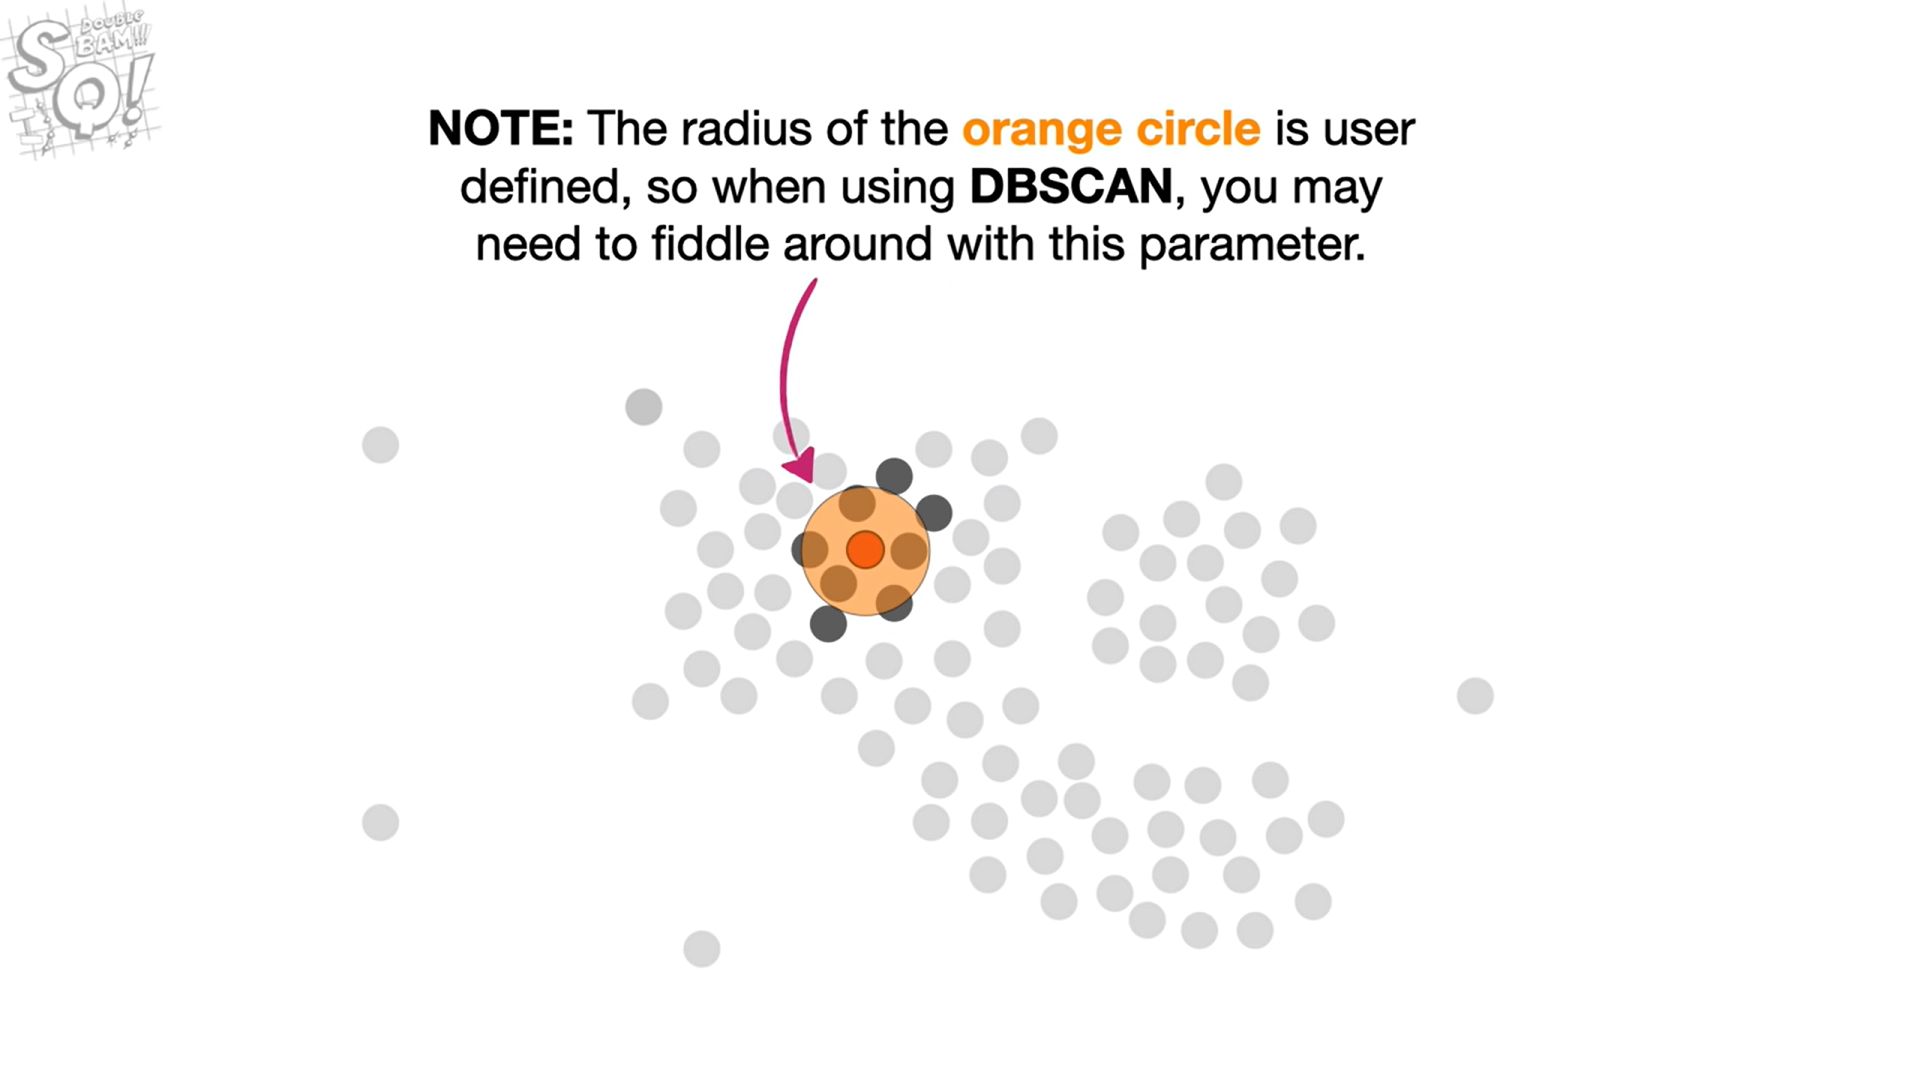 DOUBLE
BAM!!!
SQ!
NOTE: The radius of the orange circle is user
defined, so when using DBSCAN, you may
need to fiddle around with this parameter.